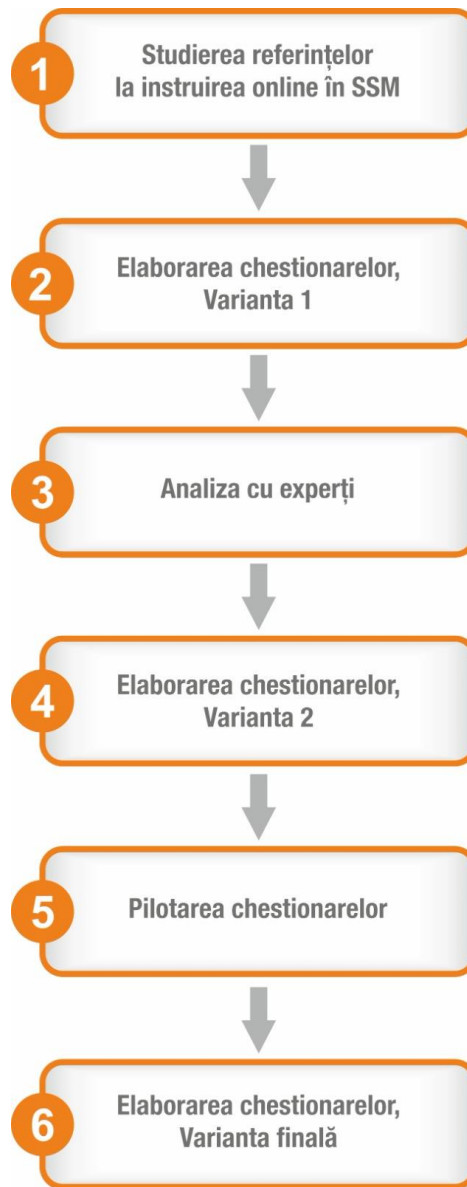 1
Studierea referințelor
la instruirea online în SSM
2
Elaborarea chestionarelor,
Varianta 1
3
Analiza cu experți
4
Elaborarea chestionarelor,
Varianta 2
5
Pilotarea chestionarelor
6
Elaborarea chestionarelor,
Varianta finală